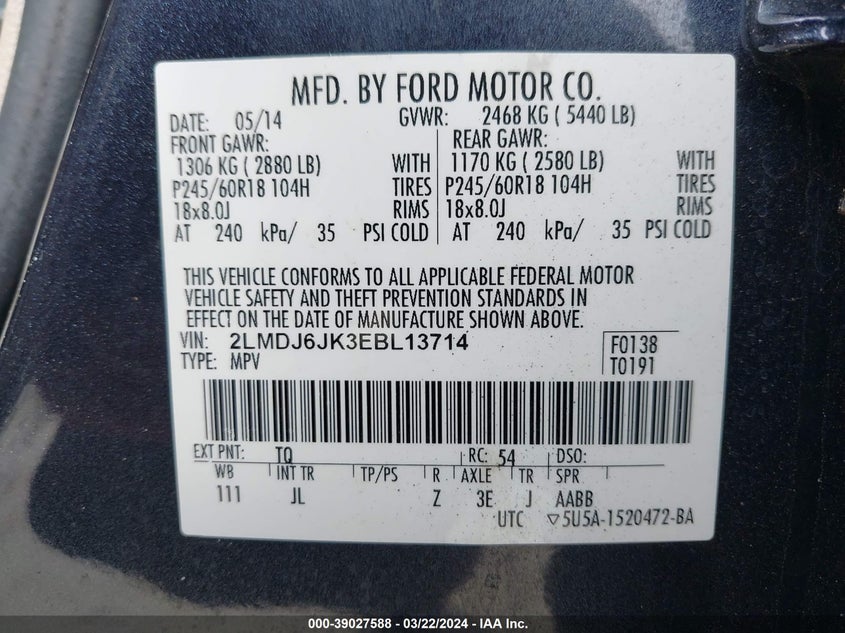 MFD. BY FORD MOTOR CO.
DATE: 05/14 GVWR: 2468 KG ( 5440 LB)
FRONT GAWR: REAR GAWR:
1306 KG ( 2880 LB) WITH 1170 KG ( 2580 LB) WITH
P245/60R18 104H TIRES P245/60R18 104H TIRES
18x8.0J RIMS 18x8.0J RIMS
AT 240 kPa/ 35 PSI COLD AT 240 kPa/ 35 PSI COLD
THIS VEHICLE CONFORMS TO ALL APPLICABLE FEDERAL MOTOR
VEHICLE SAFETY AND THEFT PREVENTION STANDARDS IN
EFFECT ON THE DATE OF MANUFACTURE SHOWN ABOVE.
VIN: 2LMDJ6JK3EBL13714 F0138
TYPE: MPV T0191
EXT PNT: TQ RC: 54 DSO:
WB INT TR TP/PS R AXLE TR SPR
111 JL Z 3E J AABB
UTC ▽5U5A-1520472-BA
000-39027588 - 03/22/2024 - IAA Inc.